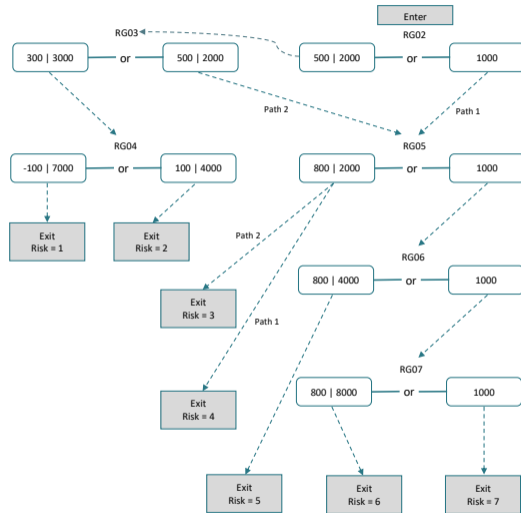 Enter
RG03
RG02
300 | 3000
or
500 | 2000
500 | 2000
or
1000
Path 2
Path 1
RG04
RG05
-100 | 7000
or
100 | 4000
800 | 2000
or
1000
Exit
Risk = 1
Exit
Risk = 2
Path 2
RG06
800 | 4000
or
1000
Exit
Risk = 3
Path 1
RG07
800 | 8000
or
1000
Exit
Risk = 4
Exit
Risk = 5
Exit
Risk = 6
Exit
Risk = 7